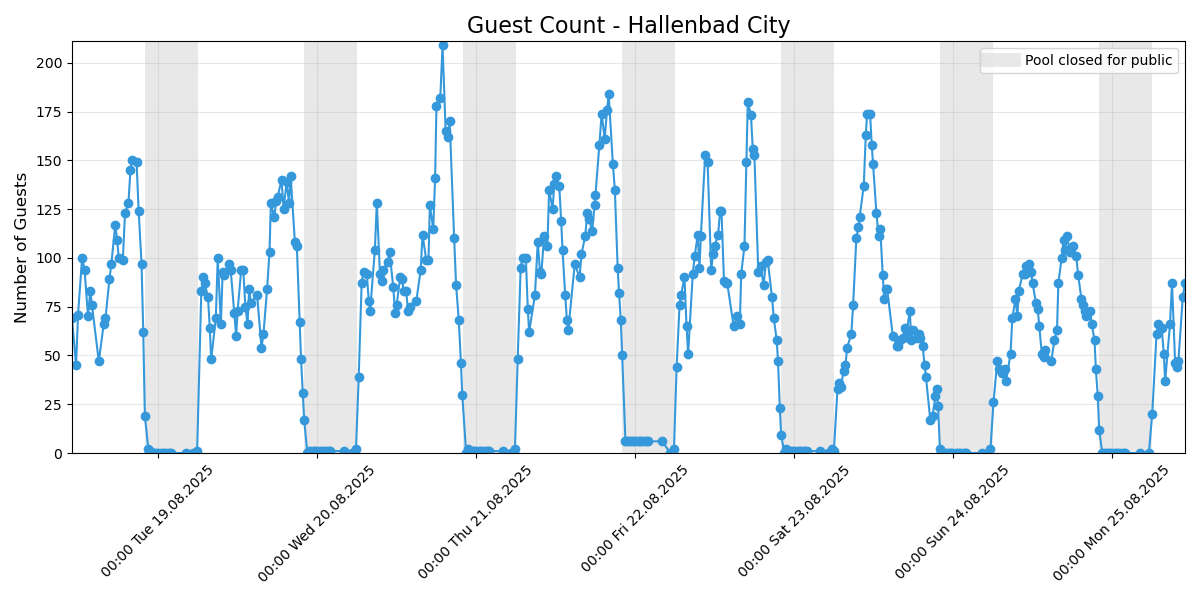 Guest Count - Hallenbad City
Pool closed for public
Number of Guests
200
175
150
125
100
75
50
25
0
00:00 Tue 19.08.2025
00:00 Wed 20.08.2025
00:00 Thu 21.08.2025
00:00 Fri 22.08.2025
00:00 Sat 23.08.2025
00:00 Sun 24.08.2025
00:00 Mon 25.08.2025